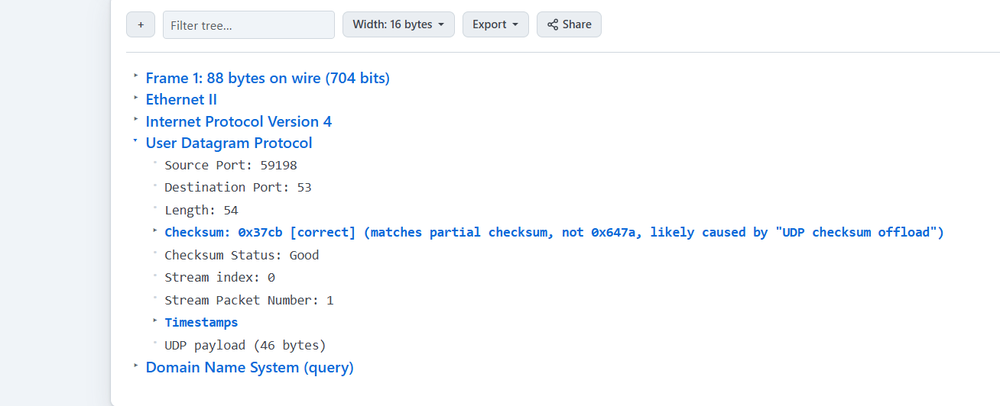 + Filter tree... Width: 16 bytes Export Share
Frame 1: 88 bytes on wire (704 bits)
Ethernet II
Internet Protocol Version 4
User Datagram Protocol
Source Port: 59198
Destination Port: 53
Length: 54
Checksum: 0x37cb [correct] (matches partial checksum, not 0x647a, likely caused by "UDP checksum offload")
Checksum Status: Good
Stream index: 0
Stream Packet Number: 1
Timestamps
UDP payload (46 bytes)
Domain Name System (query)